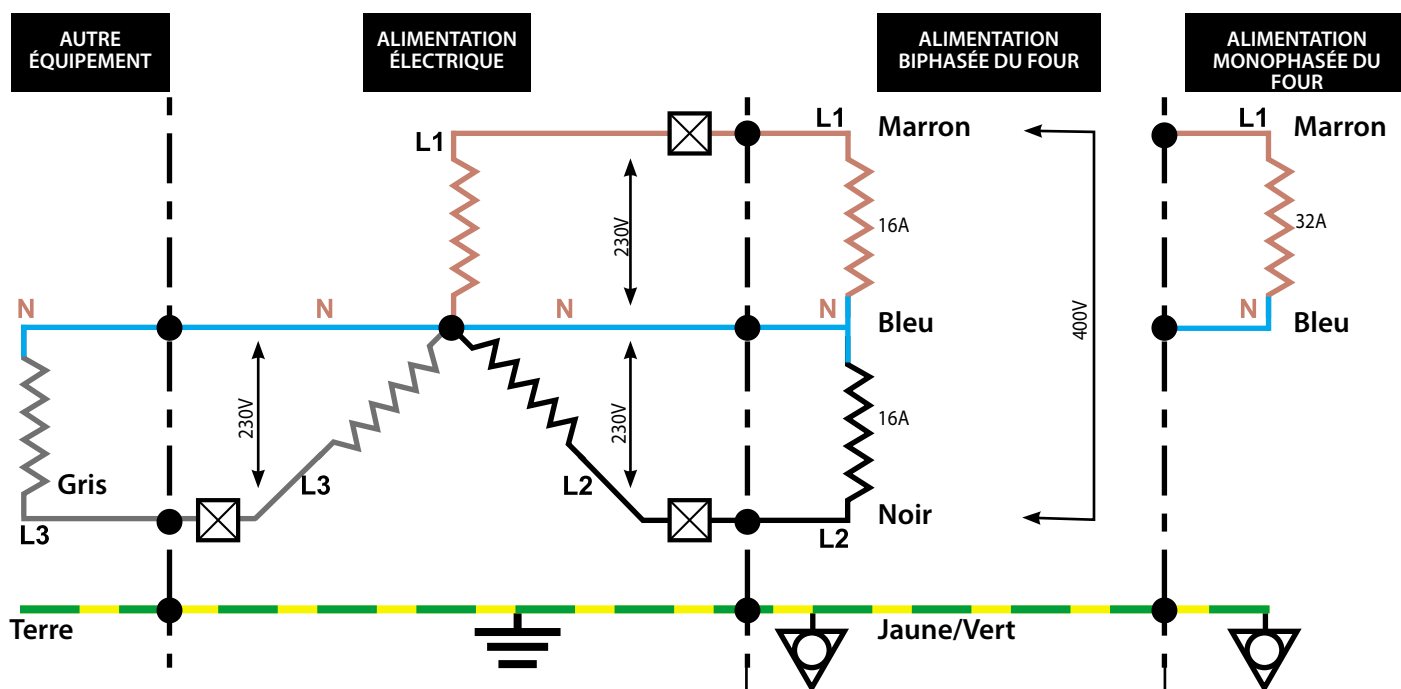 AUTRE
ÉQUIPEMENT
ALIMENTATION
ÉLECTRIQUE
ALIMENTATION
BIPHASÉE DU FOUR
ALIMENTATION
MONOPHASÉE DU
FOUR
L1
L1
Marron
L1
Marron
230V
16A
32A
N
N
N
N
Bleu
N
Bleu
400V
230V
230V
16A
Gris
L3
L2
Noir
L3
L2
Terre
Jaune/Vert